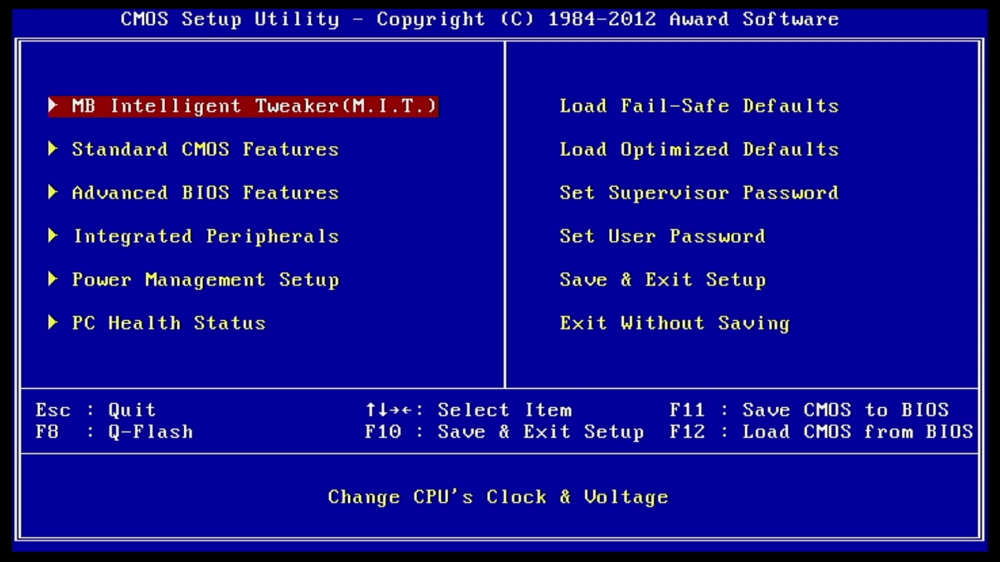 CMOS Setup Utility - Copyright (C) 1984-2012 Award Software
MB Intelligent Tweaker(M.I.T.)
Standard CMOS Features
Advanced BIOS Features
Integrated Peripherals
Power Management Setup
PC Health Status
Load Fail-Safe Defaults
Load Optimized Defaults
Set Supervisor Password
Set User Password
Save & Exit Setup
Exit Without Saving
Esc : Quit
F8 : Q-Flash
↑↓→←: Select Item
F10 : Save & Exit Setup
F11 : Save CMOS to BIOS
F12 : Load CMOS from BIOS
Change CPU's Clock & Voltage